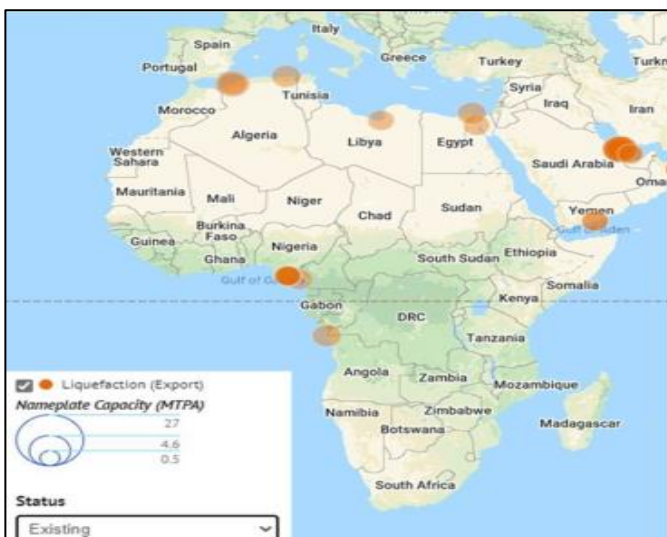 Italy
Spain
Portugal
Greece
Turkey
Turkm
Syria
Iraq
Iran
Tunisia
Morocco
Algeria
Libya
Egypt
Western
Sahara
Saudi Arabia
Oma
Mauritania
Mali
Niger
Chad
Sudan
Yemen
Burkina
Faso
Guinea
Ghana
Nigeria
Ethiopia
South Sudan
Somalia
Gabon
Kenya
DRC
Tanzania
Angola
Zambia
Mozambique
Namibia
Zimbabwe
Botswana
Madagascar
South Africa
Liquefaction (Export)
Nameplate Capacity (MTPA)
27
4.6
0.5
Status
Existing